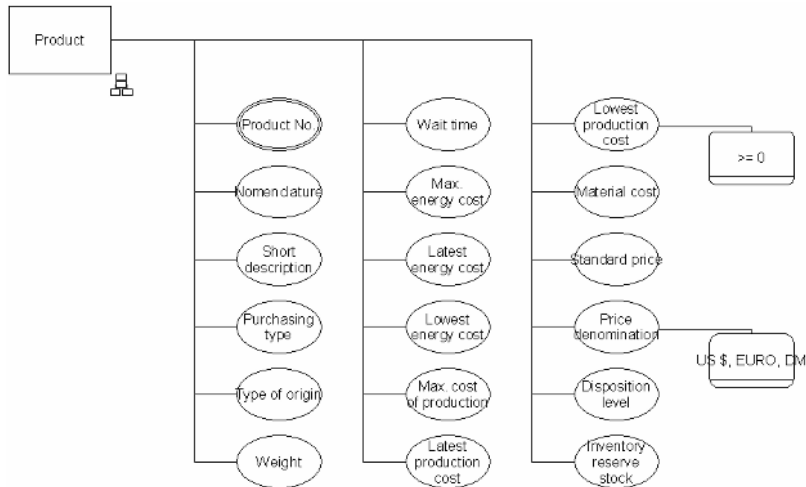 Product
Product No.
Nomenclature
Short
description
Purchasing
type
Type of origin
Weight
Wait time
Max.
energy cost
Latest
energy cost
Lowest
energy cost
Max. cost
of production
Latest
production
cost
Lowest
production
cost
>= 0
Material cost
Standard price
Price
denomination
US $, EURO, DM
Disposition
level
Inventory
reserve
stock